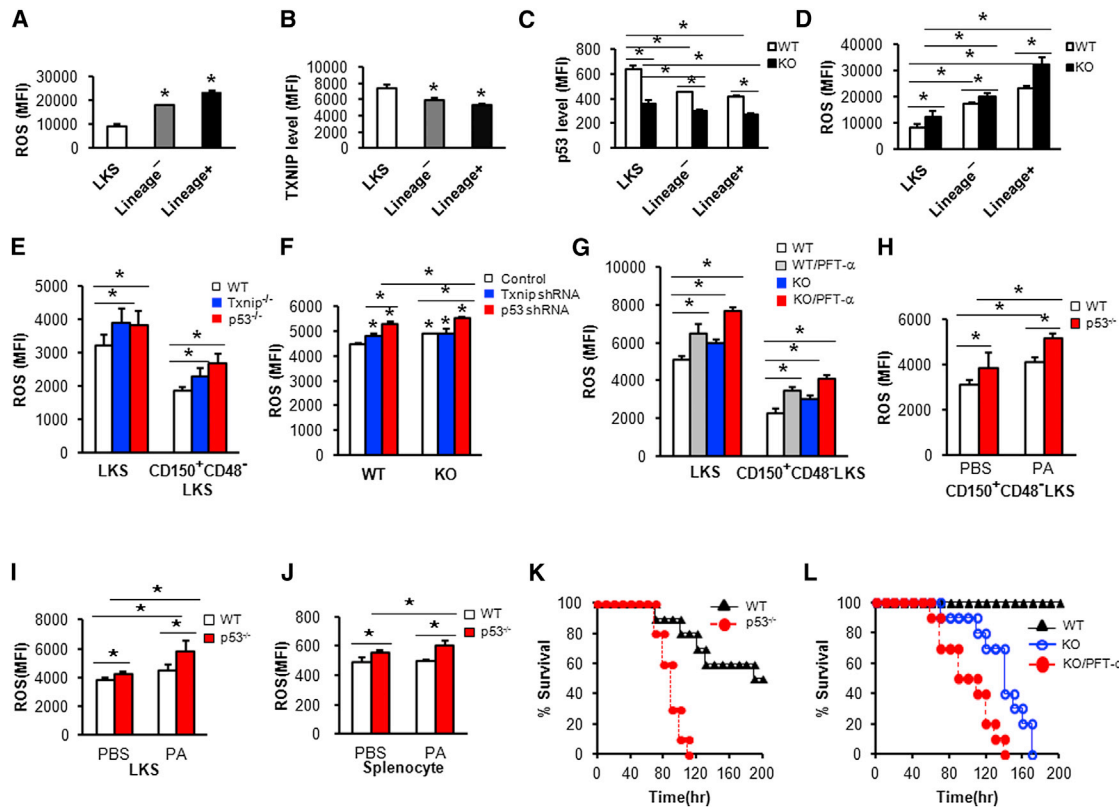 A
ROS (MFI)
30000
20000
10000
0
*
*
LKS
Lineage⁻
Lineage+
B
TXNIP level (MFI)
10000
8000
6000
4000
2000
0
*
*
LKS
Lineage⁻
Lineage+
C
p53 level (MFI)
800
600
400
200
0
*
*
*
*
*
*
*
WT
KO
LKS
Lineage⁻
Lineage+
D
ROS (MFI)
40000
30000
20000
10000
0
*
*
*
*
*
*
*
WT
KO
LKS
Lineage⁻
Lineage+
E
ROS (MFI)
5000
4000
3000
2000
1000
0
*
*
*
*
WT
Txnip-/-
p53-/-
LKS
CD150+CD48-
LKS
F
ROS (MFI)
6000
5000
4000
3000
2000
1000
0
*
*
*
*
*
*
*
*
Control
Txnip shRNA
p53 shRNA
WT
KO
G
ROS (MFI)
10000
8000
6000
4000
2000
0
*
*
*
*
*
*
WT
WT/PFT-α
KO
KO/PFT-α
LKS
CD150+CD48-LKS
H
ROS (MFI)
6000
4000
2000
0
*
*
*
*
WT
p53-/-
PBS
PA
CD150+CD48-LKS
I
ROS(MFI)
8000
6000
4000
2000
0
*
*
*
*
WT
p53-/-
PBS
PA
LKS
J
ROS(MFI)
800
600
400
200
0
*
*
*
WT
p53-/-
PBS
PA
Splenocyte
K
% Survival
100
80
60
40
20
0
WT
p53-/-
0
40
80
120
160
200
Time(hr)
L
% Survival
100
80
60
40
20
0
WT
KO
KO/PFT-α
0
40
80
120
160
200
Time(hr)